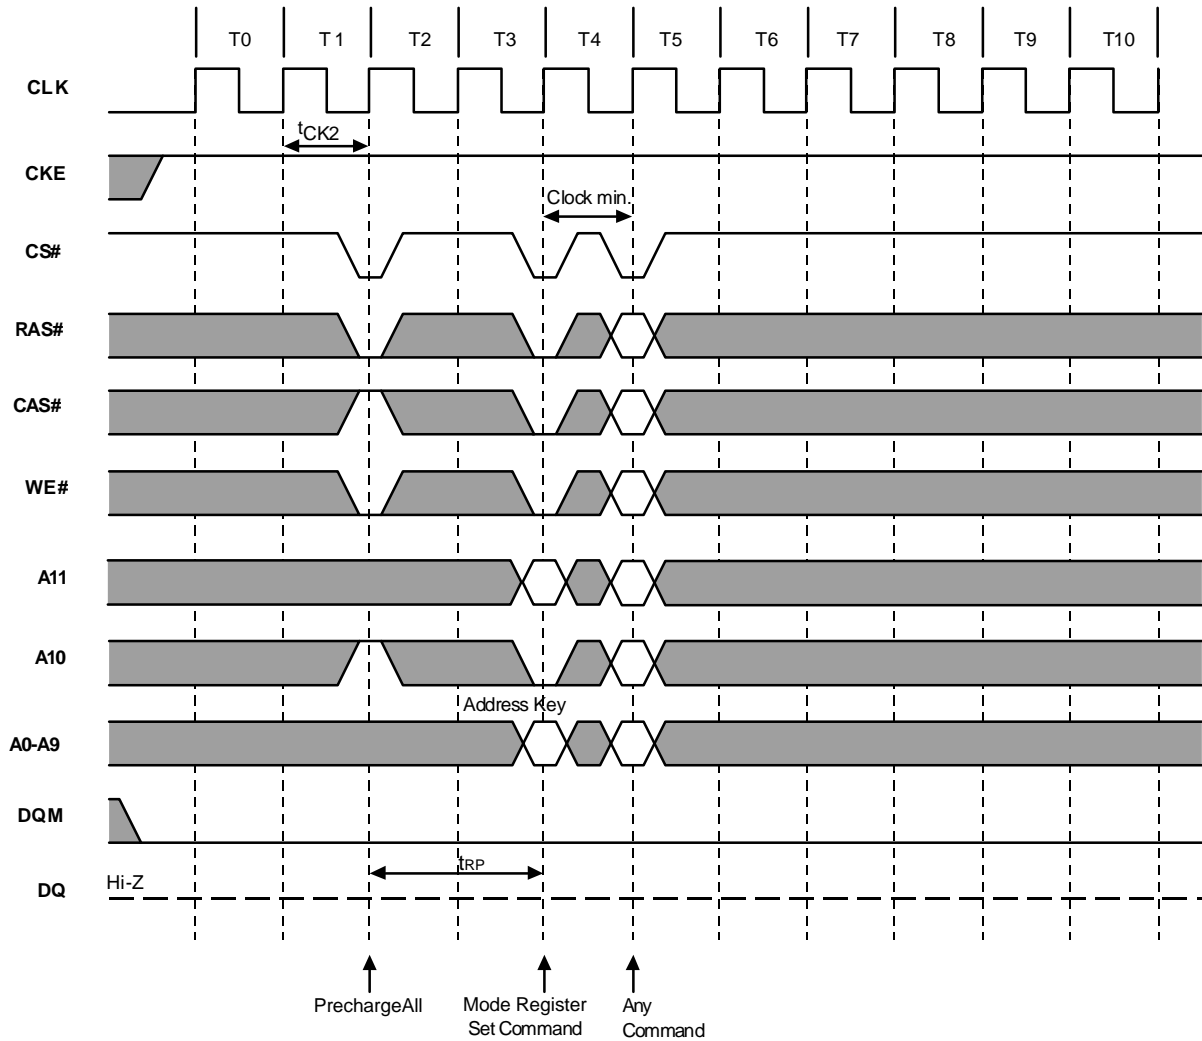 T0 T1 T2 T3 T4 T5 T6 T7 T8 T9 T10
CLK
tCK2
CKE
Clock min.
CS#
RAS#
CAS#
WE#
A11
A10
Address Key
A0-A9
DQM
tRP
Hi-Z
DQ
PrechargeAll
Mode Register
Set Command
Any
Command